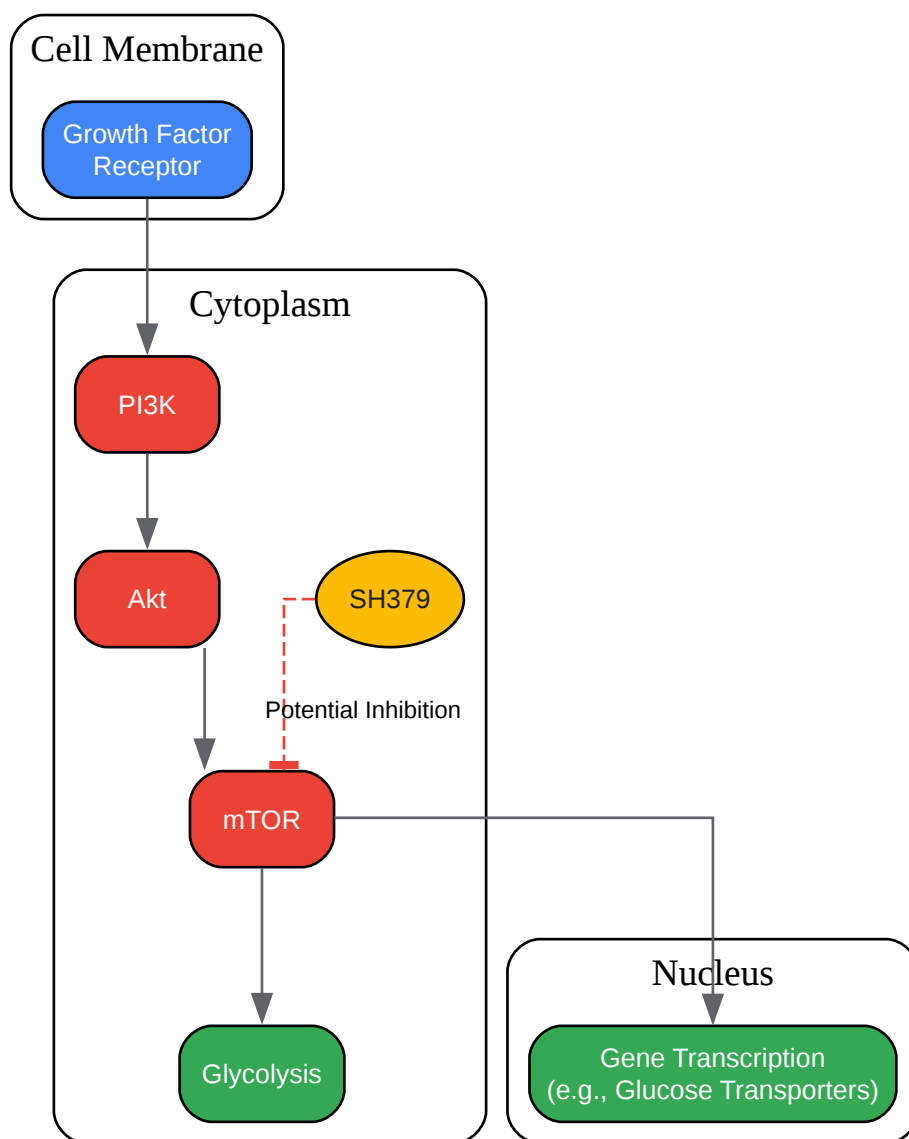 Cell Membrane
Growth Factor
Receptor
Cytoplasm
PI3K
Akt
SH379
Potential Inhibition
mTOR
Nucleus
Glycolysis
Gene Transcription
(e.g., Glucose Transporters)